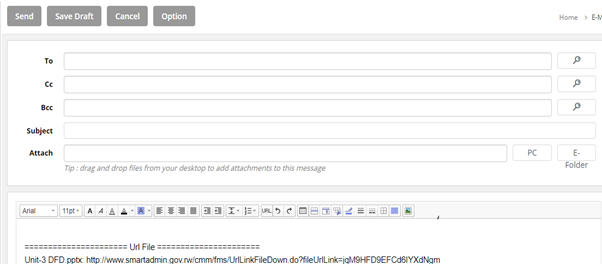 Send Save Draft Cancel Option
Home > E-M
To
Cc
Bcc
Subject
Attach PC E-Folder
Tip : drag and drop files from your desktop to add attachments to this message
Arial 11pt A A A A A URL
====================== Url File ======================
Unit-3 DFD.pptx: http://www.smartadmin.gov.rw/cmm/fms/UrlLinkFileDown.do?fileUrlLink=jqM9HFD9EFCd6IYXdNgm